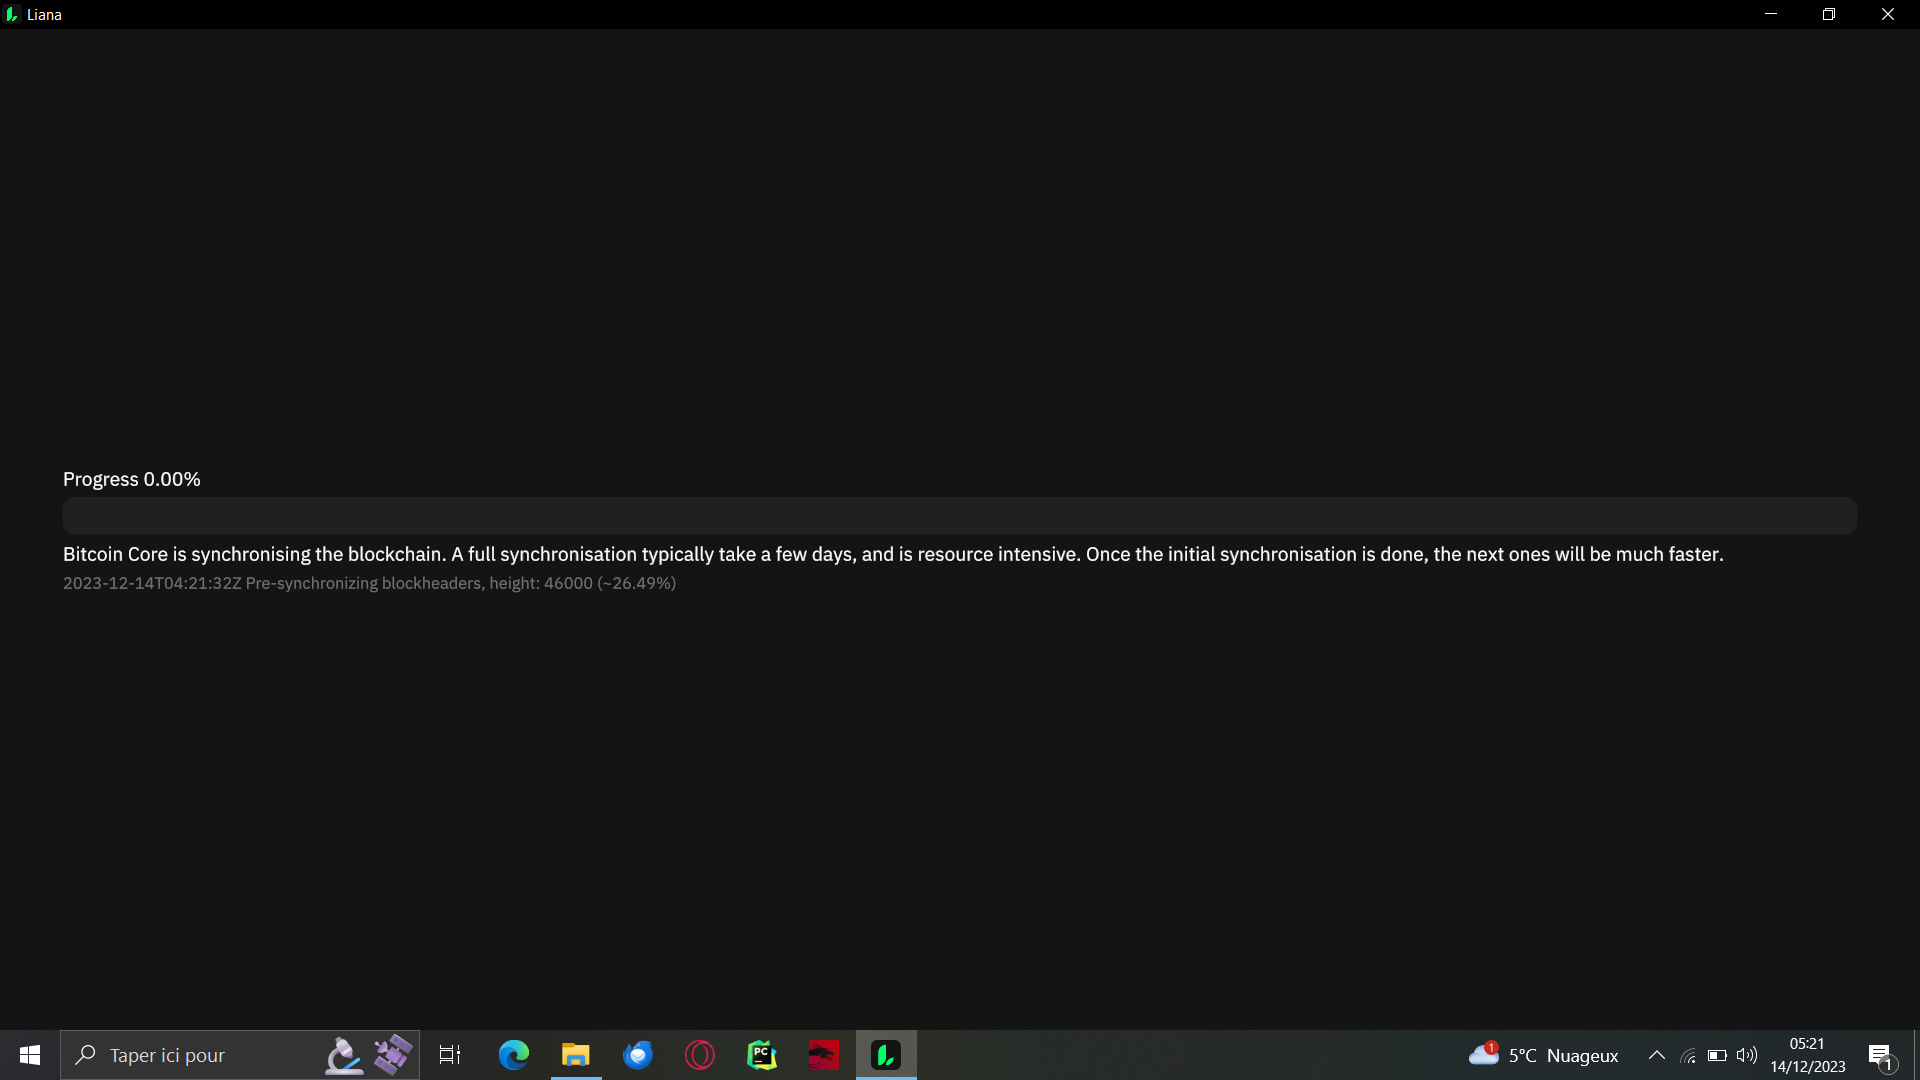 Liana
Progress 0.00%
Bitcoin Core is synchronising the blockchain. A full synchronisation typically take a few days, and is resource intensive. Once the initial synchronisation is done, the next ones will be much faster.
2023-12-14T04:21:32Z Pre-synchronizing blockheaders, height: 46000 (~26.49%)
Taper ici pour
PC
1
5°C Nuageux
05:21
14/12/2023
1